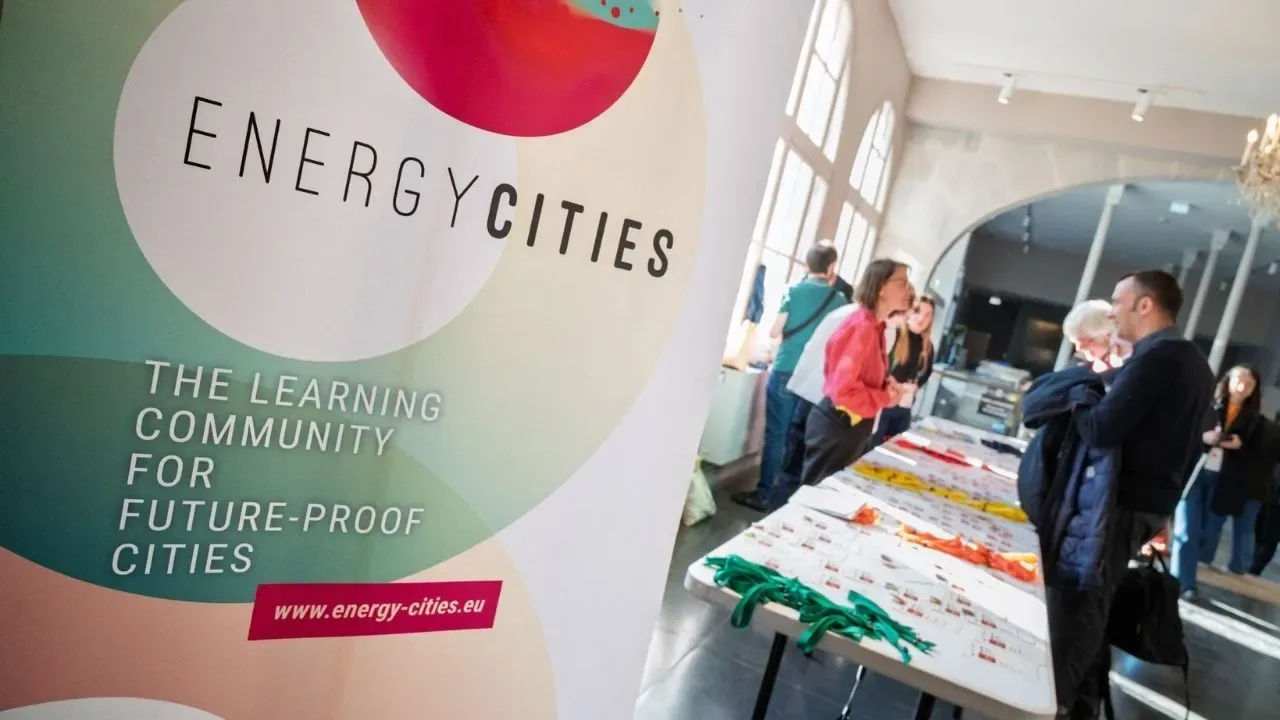 ENERGYCITIES
THE LEARNING
COMMUNITY
FOR
FUTURE-PROOF
CITIES
www.energy-cities.eu